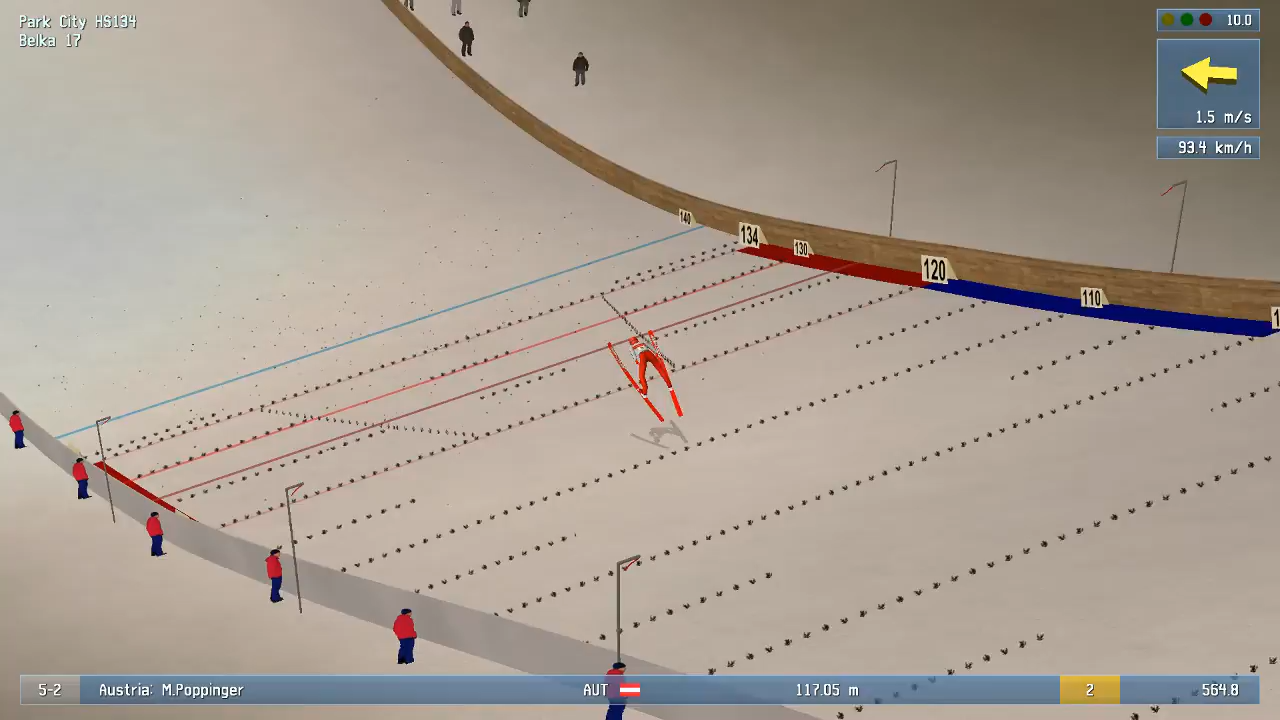 Park City HS134
Belka 17
10.0
1.5 m/s
93.4 km/h
140
134
130
120
110
1
5-2 Austria: M.Poppinger AUT 117.05 m 2 564.8